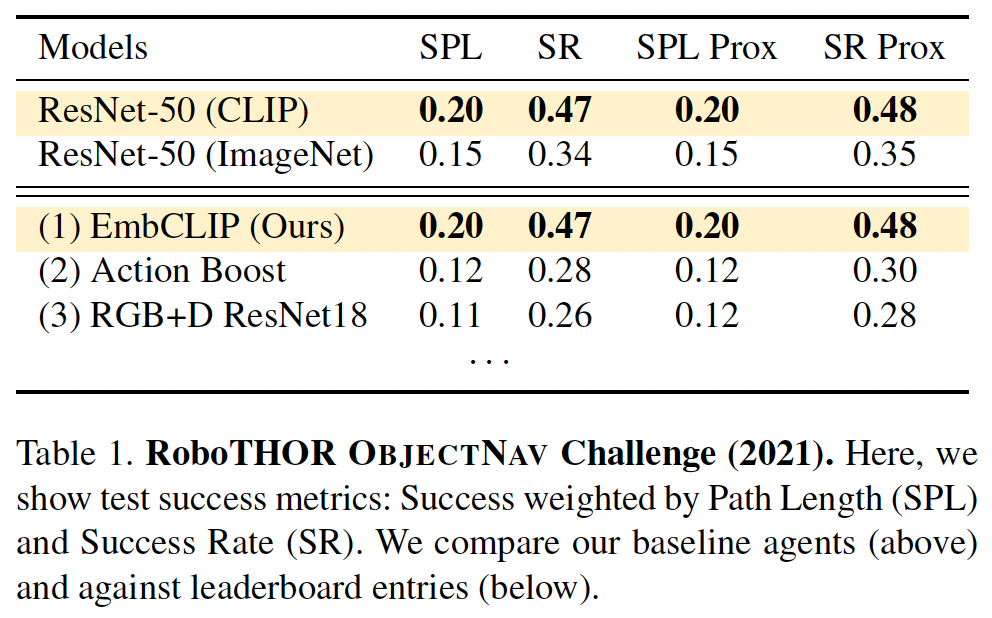 Models SPL SR SPL Prox SR Prox
ResNet-50 (CLIP) 0.20 0.47 0.20 0.48
ResNet-50 (ImageNet) 0.15 0.34 0.15 0.35
(1) EmbCLIP (Ours) 0.20 0.47 0.20 0.48
(2) Action Boost 0.12 0.28 0.12 0.30
(3) RGB+D ResNet18 0.11 0.26 0.12 0.28
. . .
Table 1. RoboTHOR OBJECTNAV Challenge (2021). Here, we
show test success metrics: Success weighted by Path Length (SPL)
and Success Rate (SR). We compare our baseline agents (above)
and against leaderboard entries (below).